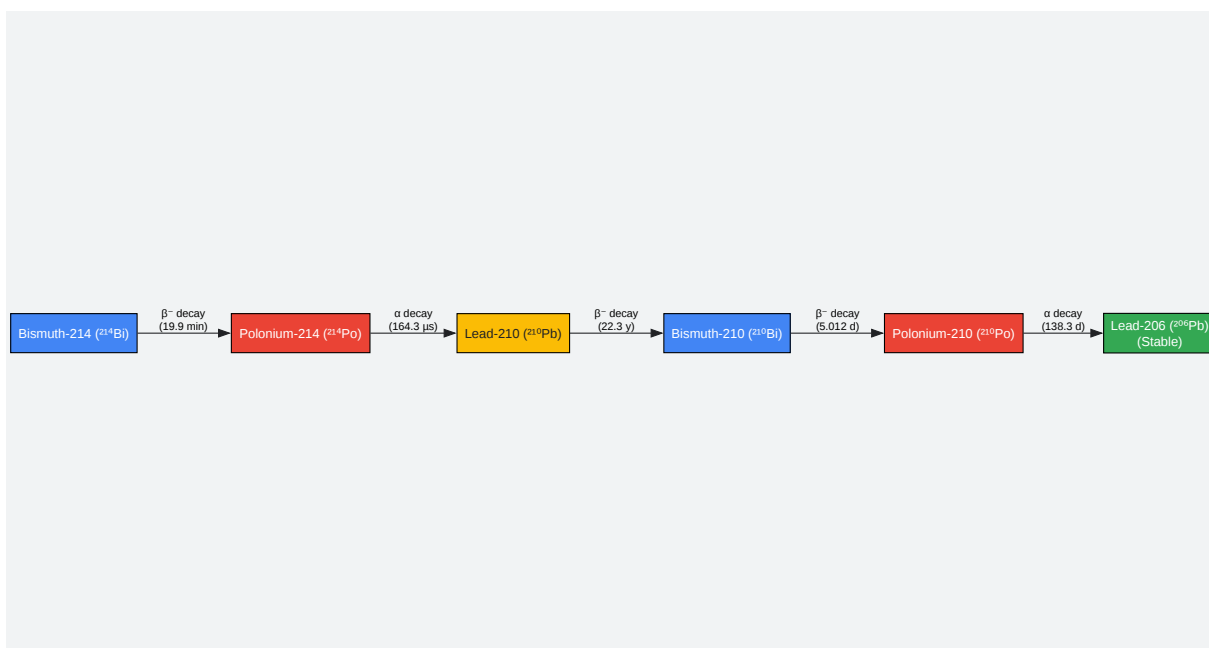 Bismuth-214 (²¹⁴Bi)
β⁻ decay
(19.9 min)
Polonium-214 (²¹⁴Po)
α decay
(164.3 µs)
Lead-210 (²¹⁰Pb)
β⁻ decay
(22.3 y)
Bismuth-210 (²¹⁰Bi)
β⁻ decay
(5.012 d)
Polonium-210 (²¹⁰Po)
α decay
(138.3 d)
Lead-206 (²⁰⁶Pb)
(Stable)